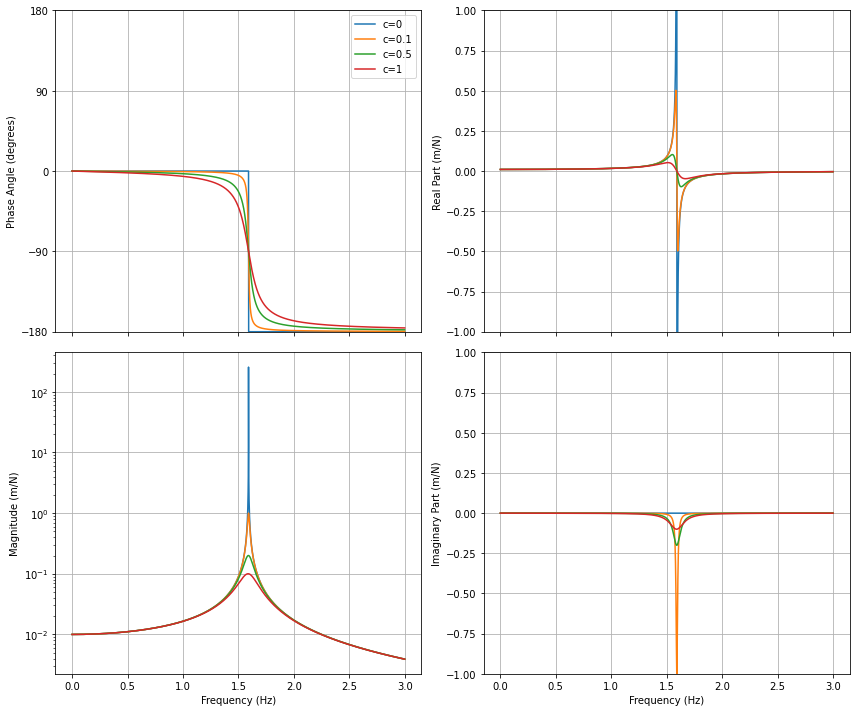 Phase Angle (degrees)
180
90
0
-90
-180
c=0
c=0.1
c=0.5
c=1
Real Part (m/N)
1.00
0.75
0.50
0.25
0.00
−0.25
−0.50
−0.75
−1.00
Magnitude (m/N)
10²
10¹
10⁰
10⁻¹
10⁻²
0.0 0.5 1.0 1.5 2.0 2.5 3.0
Frequency (Hz)
Imaginary Part (m/N)
1.00
0.75
0.50
0.25
0.00
−0.25
−0.50
−0.75
−1.00
0.0 0.5 1.0 1.5 2.0 2.5 3.0
Frequency (Hz)